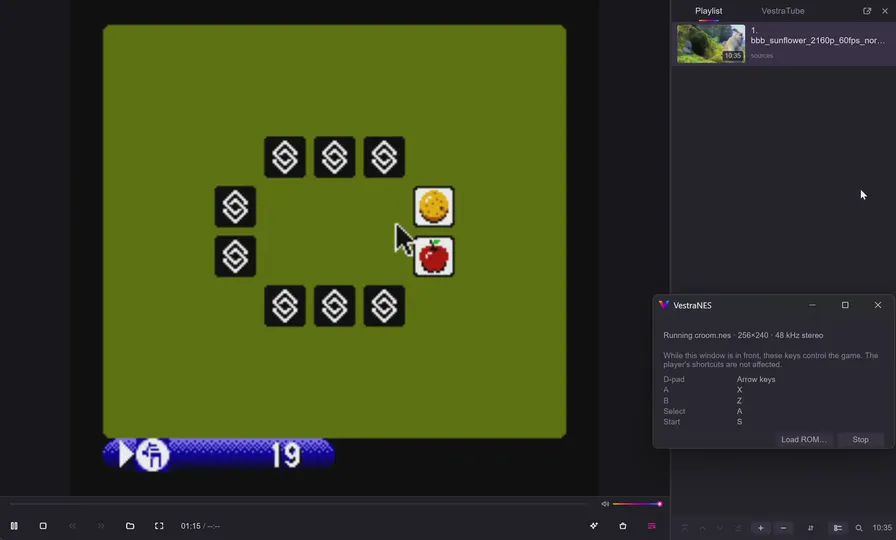 Playlist
VestraTube
1.
bbb_sunflower_2160p_60fps_nor...
10:35
sources
19
VestraNES
Running croom.nes · 256×240 · 48 kHz stereo
While this window is in front, these keys control the game. The
player's shortcuts are not affected.
D-pad Arrow keys
A X
B Z
Select A
Start S
Load ROM... Stop
01:15 / --:--
10:35